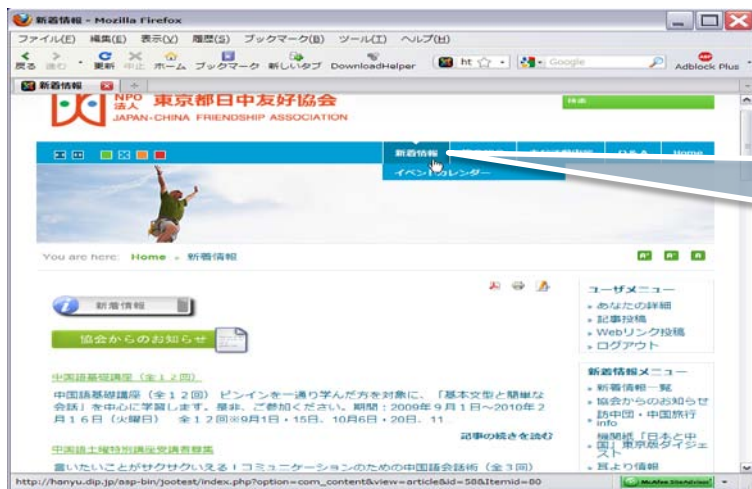 新着情報 - Mozilla Firefox
ファイル(F) 編集(E) 表示(V) 履歴(S) ブックマーク(B) ツール(T) ヘルプ(H)
戻る 進む 更新 中止 ホーム ブックマーク 新しいタブ DownloadHelper ht Google Adblock Plus
新着情報
NPO
法人 東京都日中友好協会
JAPAN-CHINA FRIENDSHIP ASSOCIATION
検索
新着情報 Q & A Home
イベントカレンダー
You are here: Home 新着情報
新着情報
協会からのお知らせ
中国語基礎講座（全１２回）
中国語基礎講座（全１２回） ピンインを一通り学んだ方を対象に、「基本文型と簡単な
会話」を中心に学習します。是非、ご参加ください。期間：2009年９月１日～2010年２
月１６日（火曜日） 全１２回※9月1日・15日、10月6日・20日、11
記事の続きを読む
中国語土曜特別講座受講者募集
言いたいことがサクサクいえる！コミュニケーションのための中国語会話術（全３回）
ユーザメニュー
あなたの詳細
記事投稿
Webリンク投稿
ログアウト
新着情報メニュー
新着情報一覧
協会からのお知らせ
訪中団・中国旅行
info
機関紙「日本と中
国」東京版ダイジェ
スト
耳より情報
http://hanyu.dip.jp/asp-bin/jootest/index.php?option=com_content&view=article&id=58&Itemid=80
McAfee SiteAdvisor